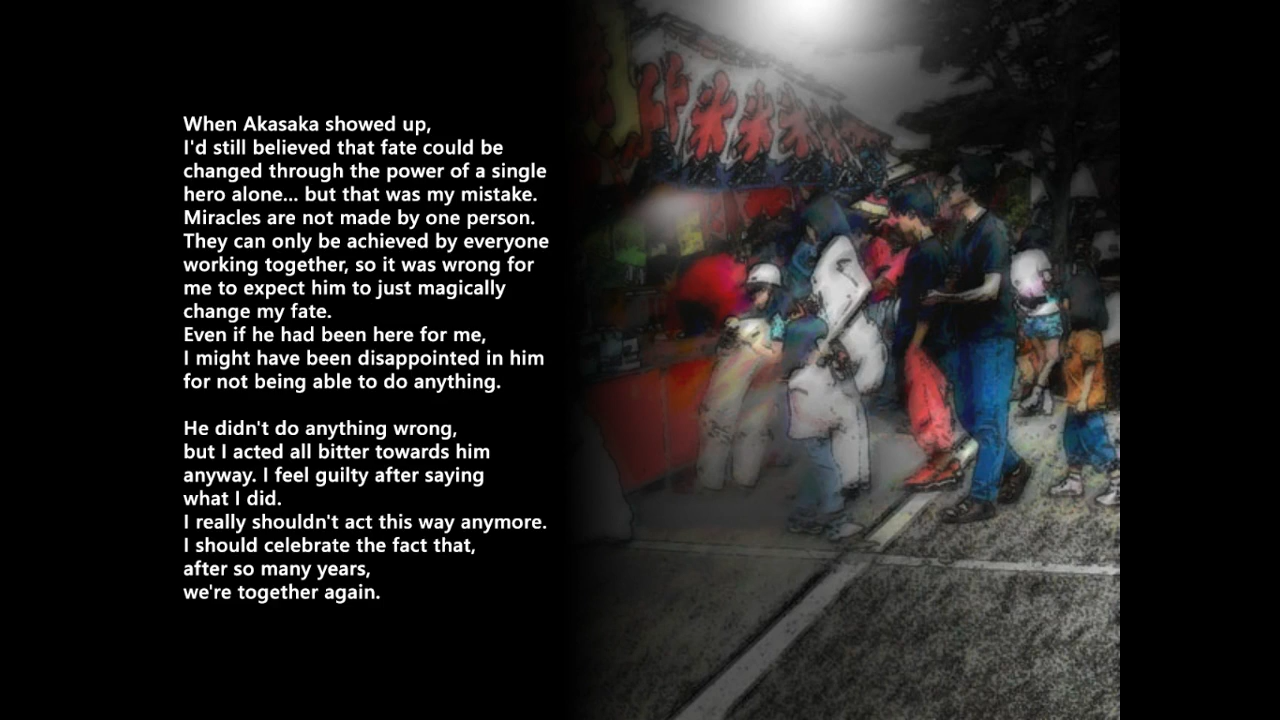 When Akasaka showed up,
I'd still believed that fate could be
changed through the power of a single
hero alone... but that was my mistake.
Miracles are not made by one person.
They can only be achieved by everyone
working together, so it was wrong for
me to expect him to just magically
change my fate.
Even if he had been here for me,
I might have been disappointed in him
for not being able to do anything.
He didn't do anything wrong,
but I acted all bitter towards him
anyway. I feel guilty after saying
what I did.
I really shouldn't act this way anymore.
I should celebrate the fact that,
after so many years,
we're together again.